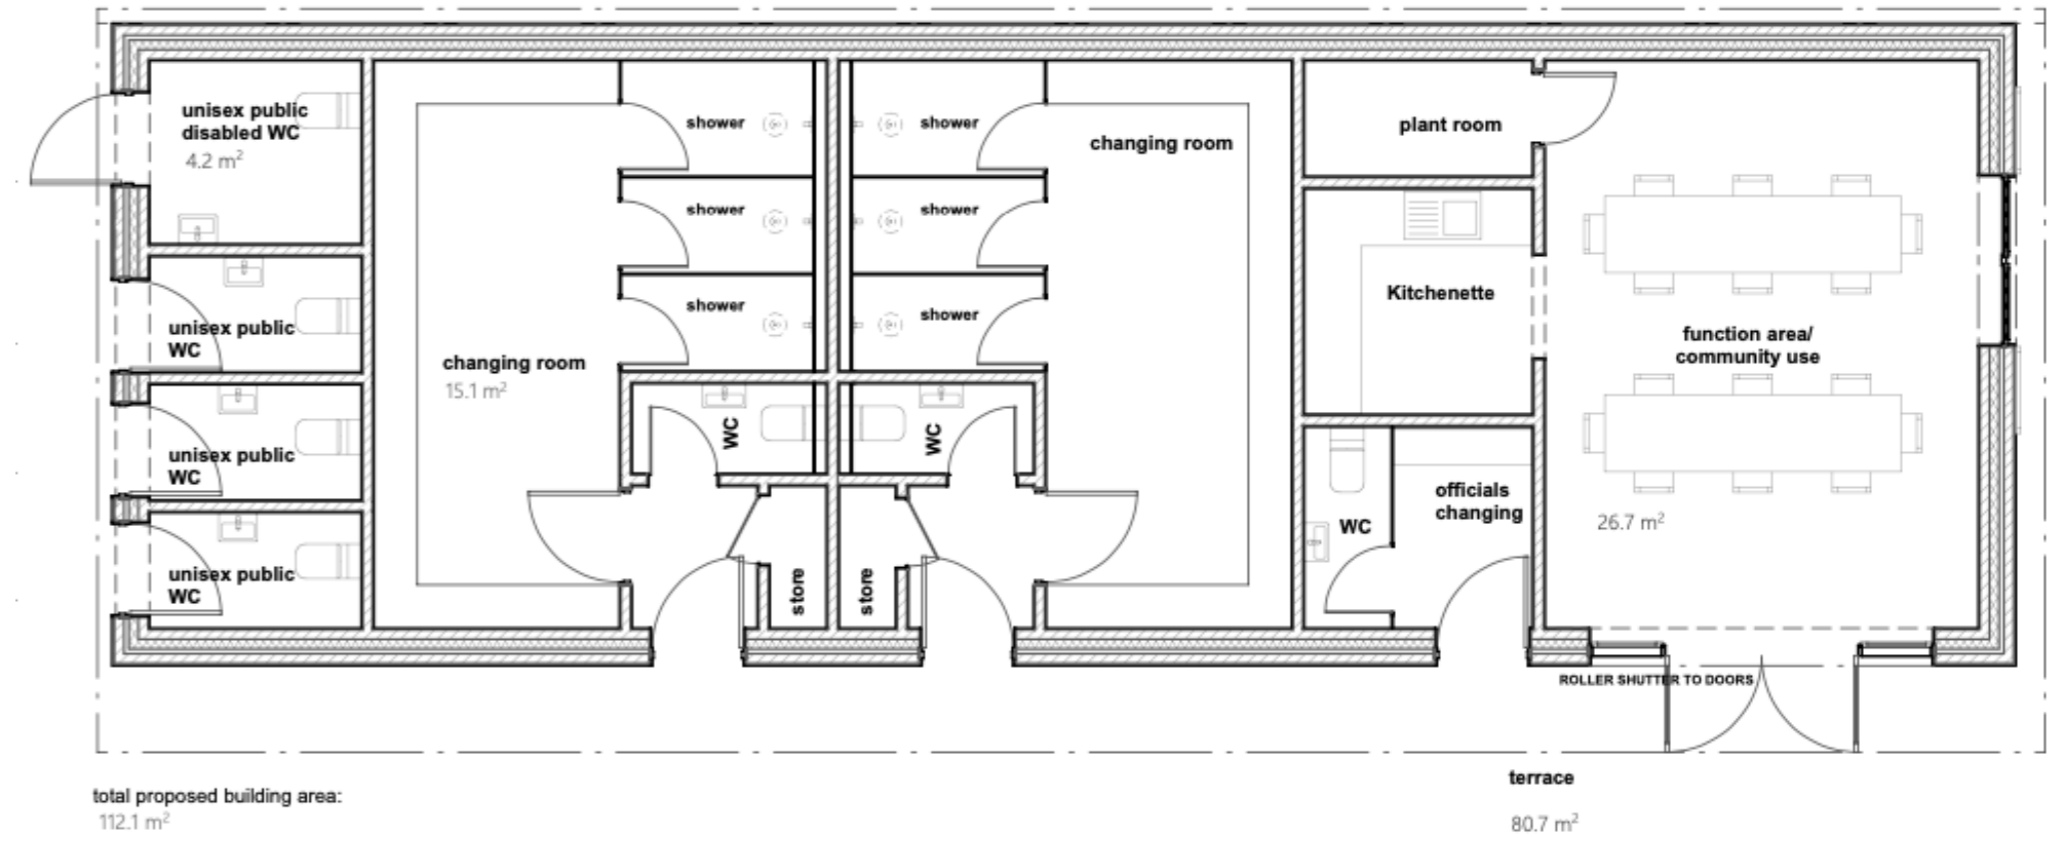 unisex public
disabled WC
4.2 m²
unisex public
WC
unisex public
WC
unisex public
WC
changing room
15.1 m²
shower
shower
shower
WC
store
shower
shower
shower
WC
store
changing room
plant room
Kitchenette
WC
officials
changing
function area/
community use
26.7 m²
ROLLER SHUTTER TO DOORS
terrace
80.7 m²
total proposed building area:
112.1 m²